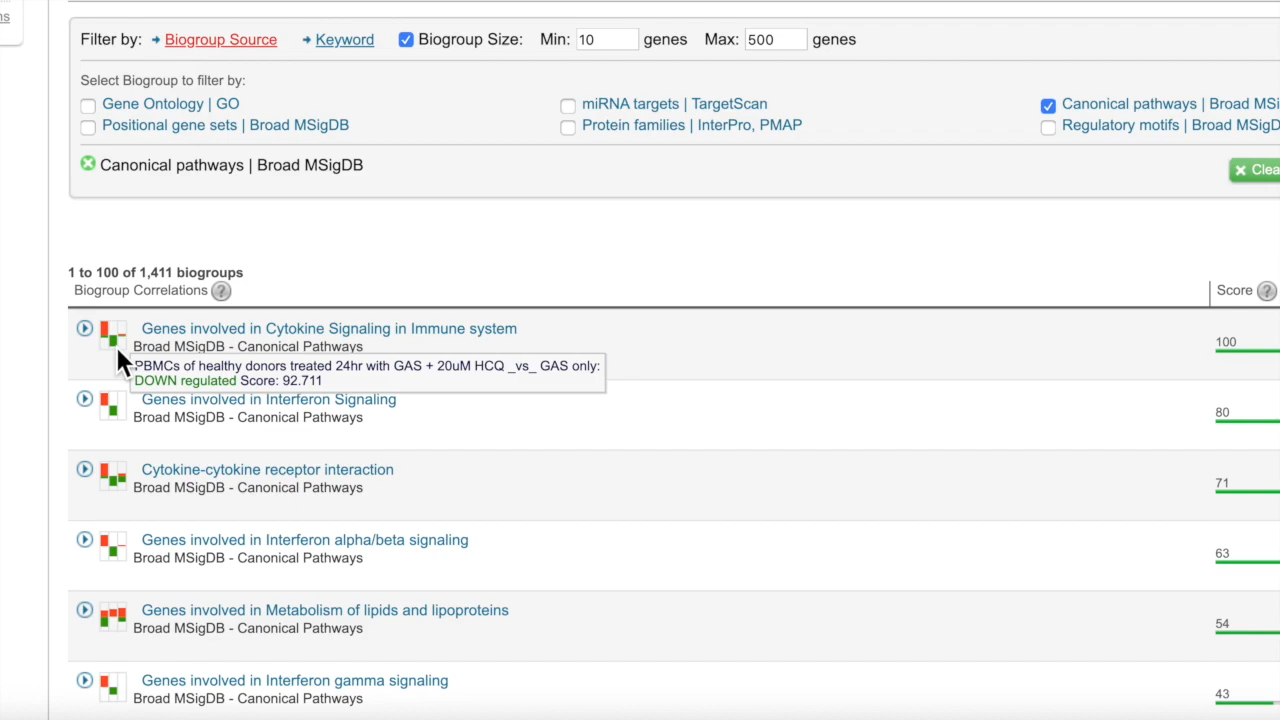 ns
Filter by: Biogroup Source Keyword Biogroup Size: Min: 10 genes Max: 500 genes
Select Biogroup to filter by:
Gene Ontology | GO miRNA targets | TargetScan Canonical pathways | Broad MSi
Positional gene sets | Broad MSigDB Protein families | InterPro, PMAP Regulatory motifs | Broad MSigD
Canonical pathways | Broad MSigDB Clea
1 to 100 of 1,411 biogroups
Biogroup Correlations ? Score ?
Genes involved in Cytokine Signaling in Immune system
Broad MSigDB - Canonical Pathways 100
PBMCs of healthy donors treated 24hr with GAS + 20uM HCQ _vs_ GAS only:
DOWN regulated Score: 92.711
Genes involved in Interferon Signaling
Broad MSigDB - Canonical Pathways 80
Cytokine-cytokine receptor interaction
Broad MSigDB - Canonical Pathways 71
Genes involved in Interferon alpha/beta signaling
Broad MSigDB - Canonical Pathways 63
Genes involved in Metabolism of lipids and lipoproteins
Broad MSigDB - Canonical Pathways 54
Genes involved in Interferon gamma signaling
Broad MSigDB - Canonical Pathways 43